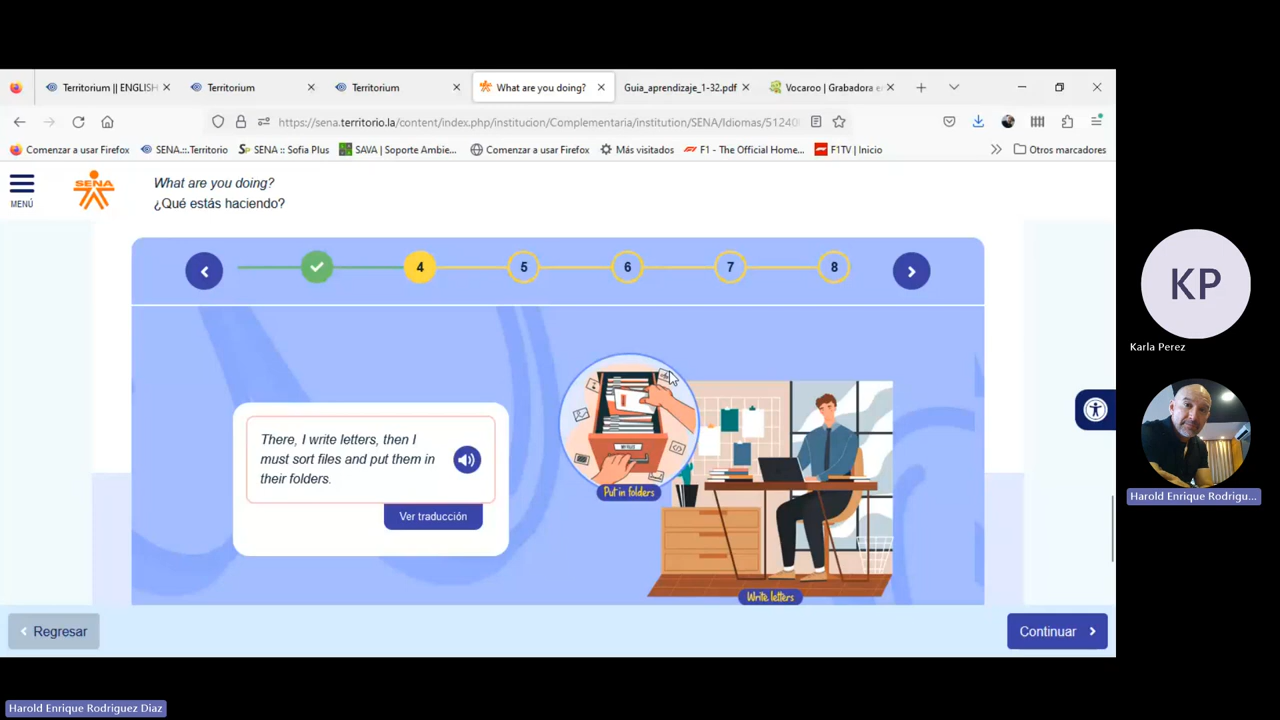 Territorium || ENGLISH
Territorium
Territorium
What are you doing?
Guia_aprendizaje_1-32.pdf
Vocaroo | Grabadora
https://sena.territorio.la/content/index.php/institucion/Complementaria/institution/SENA/Idiomas/
Comenzar a usar Firefox
SENA.::.Territorio
SENA :: Sofia Plus
SAVA | Soporte Ambie...
Comenzar a usar Firefox
Más visitados
F1 - The Official Home...
F1TV | Inicio
Otros marcadores
MENÚ
SENA
What are you doing?
¿Qué estás haciendo?
4
5
6
7
8
There, I write letters, then I
must sort files and put them in
their folders.
Ver traducción
MY FILES
Put in folders
Write letters
Regresar
Continuar
KP
Karla Perez
Harold Enrique Rodrigu...
Harold Enrique Rodriguez Diaz